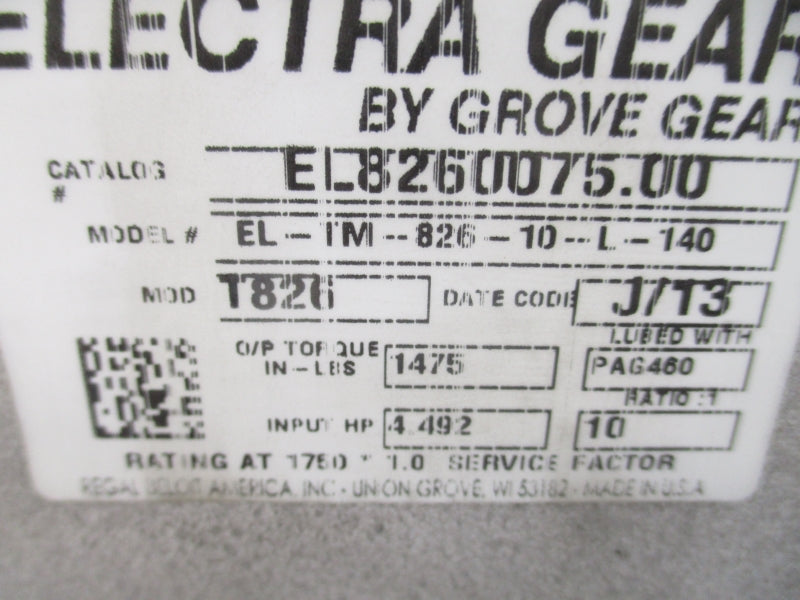 ELECTRA GEAR
BY GROVE GEAR
CATALOG # EL8260075.00
MODEL # EL-TM-826-10-L-140
MOD T826 DATE CODE J713
LUBED WITH
O/P TORQUE IN-LBS 1475 PAG460
RATIO :1
INPUT HP 4.492 10
RATING AT 1750 * 1.0 SERVICE FACTOR
REGAL BELOIT AMERICA, INC. · UNION GROVE, WI 53182 · MADE IN U.S.A